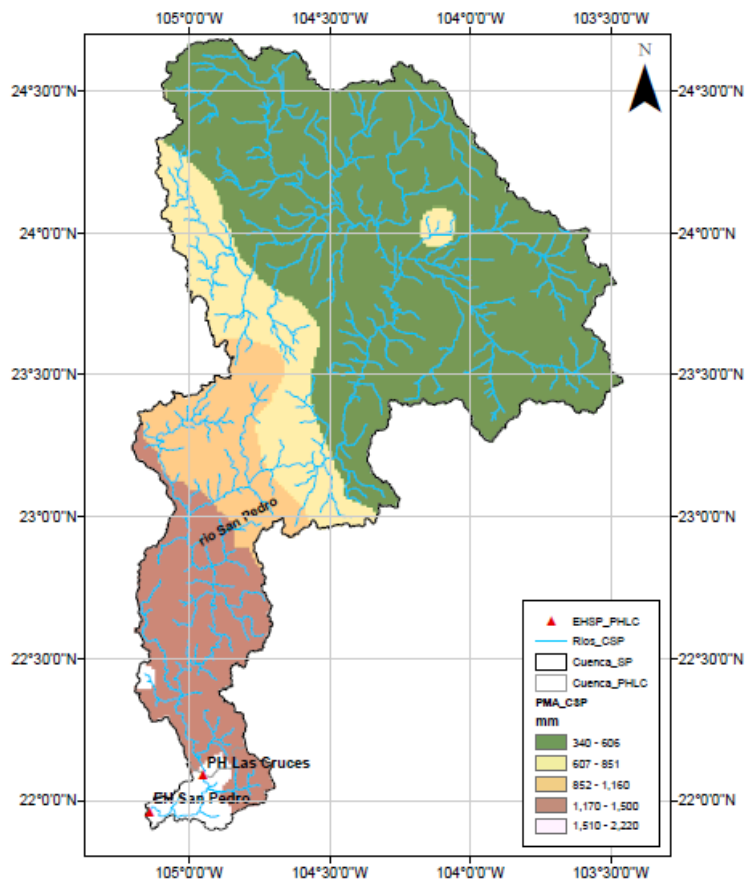 105°0'0"W 104°30'0"W 104°0'0"W 103°30'0"W
N
24°30'0"N 24°30'0"N
24°0'0"N 24°0'0"N
23°30'0"N 23°30'0"N
23°0'0"N 23°0'0"N
río San Pedro
22°30'0"N 22°30'0"N
22°0'0"N 22°0'0"N
PH Las Cruces
EH San Pedro
EHSP_PHLC
Rios_CSP
Cuenca_SP
Cuenca_PHLC
PMA_CSP
mm
340 - 606
607 - 851
852 - 1,160
1,170 - 1,500
1,510 - 2,220
105°0'0"W 104°30'0"W 104°0'0"W 103°30'0"W